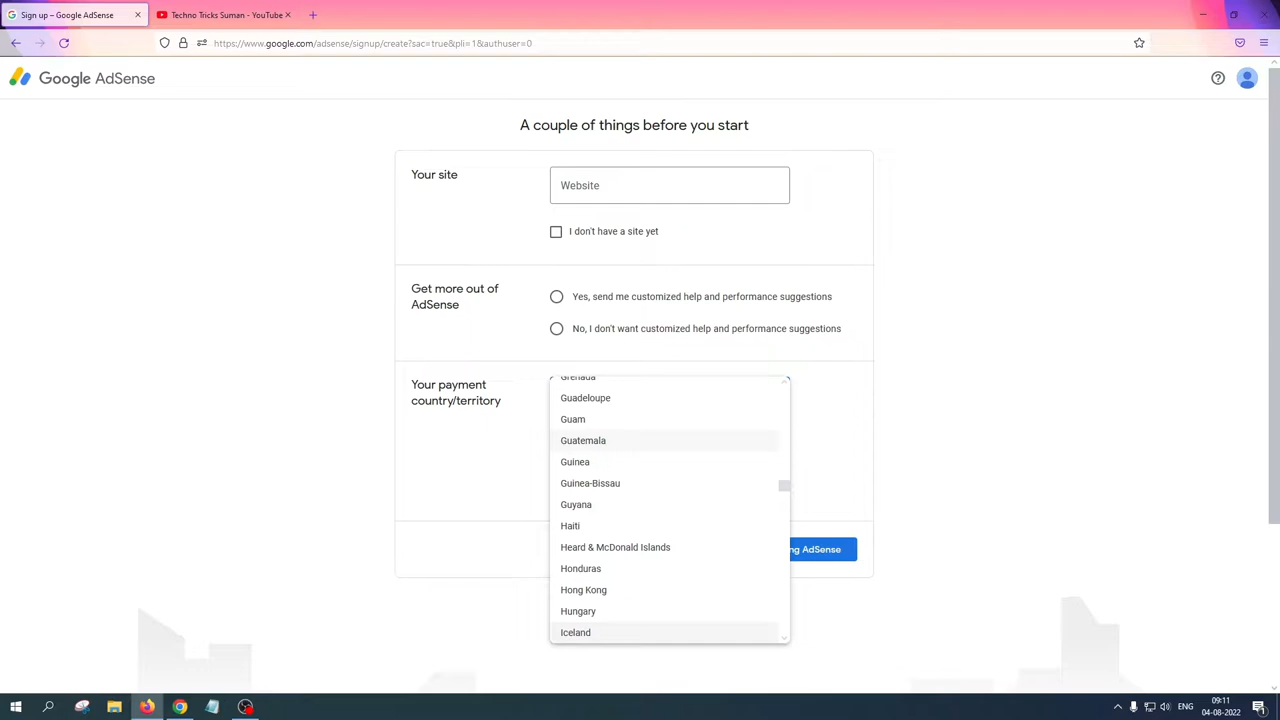 Sign up – Google AdSense
Techno Tricks Suman - YouTube
https://www.google.com/adsense/signup/create?sac=true&pli=1&authuser=0
Google AdSense
A couple of things before you start
Your site
Website
I don't have a site yet
Get more out of
AdSense
Yes, send me customized help and performance suggestions
No, I don't want customized help and performance suggestions
Your payment
country/territory
Grenada
Guadeloupe
Guam
Guatemala
Guinea
Guinea-Bissau
Guyana
Haiti
Heard & McDonald Islands
Honduras
Hong Kong
Hungary
Iceland
ng AdSense
ENG
09:11
04-08-2022
1